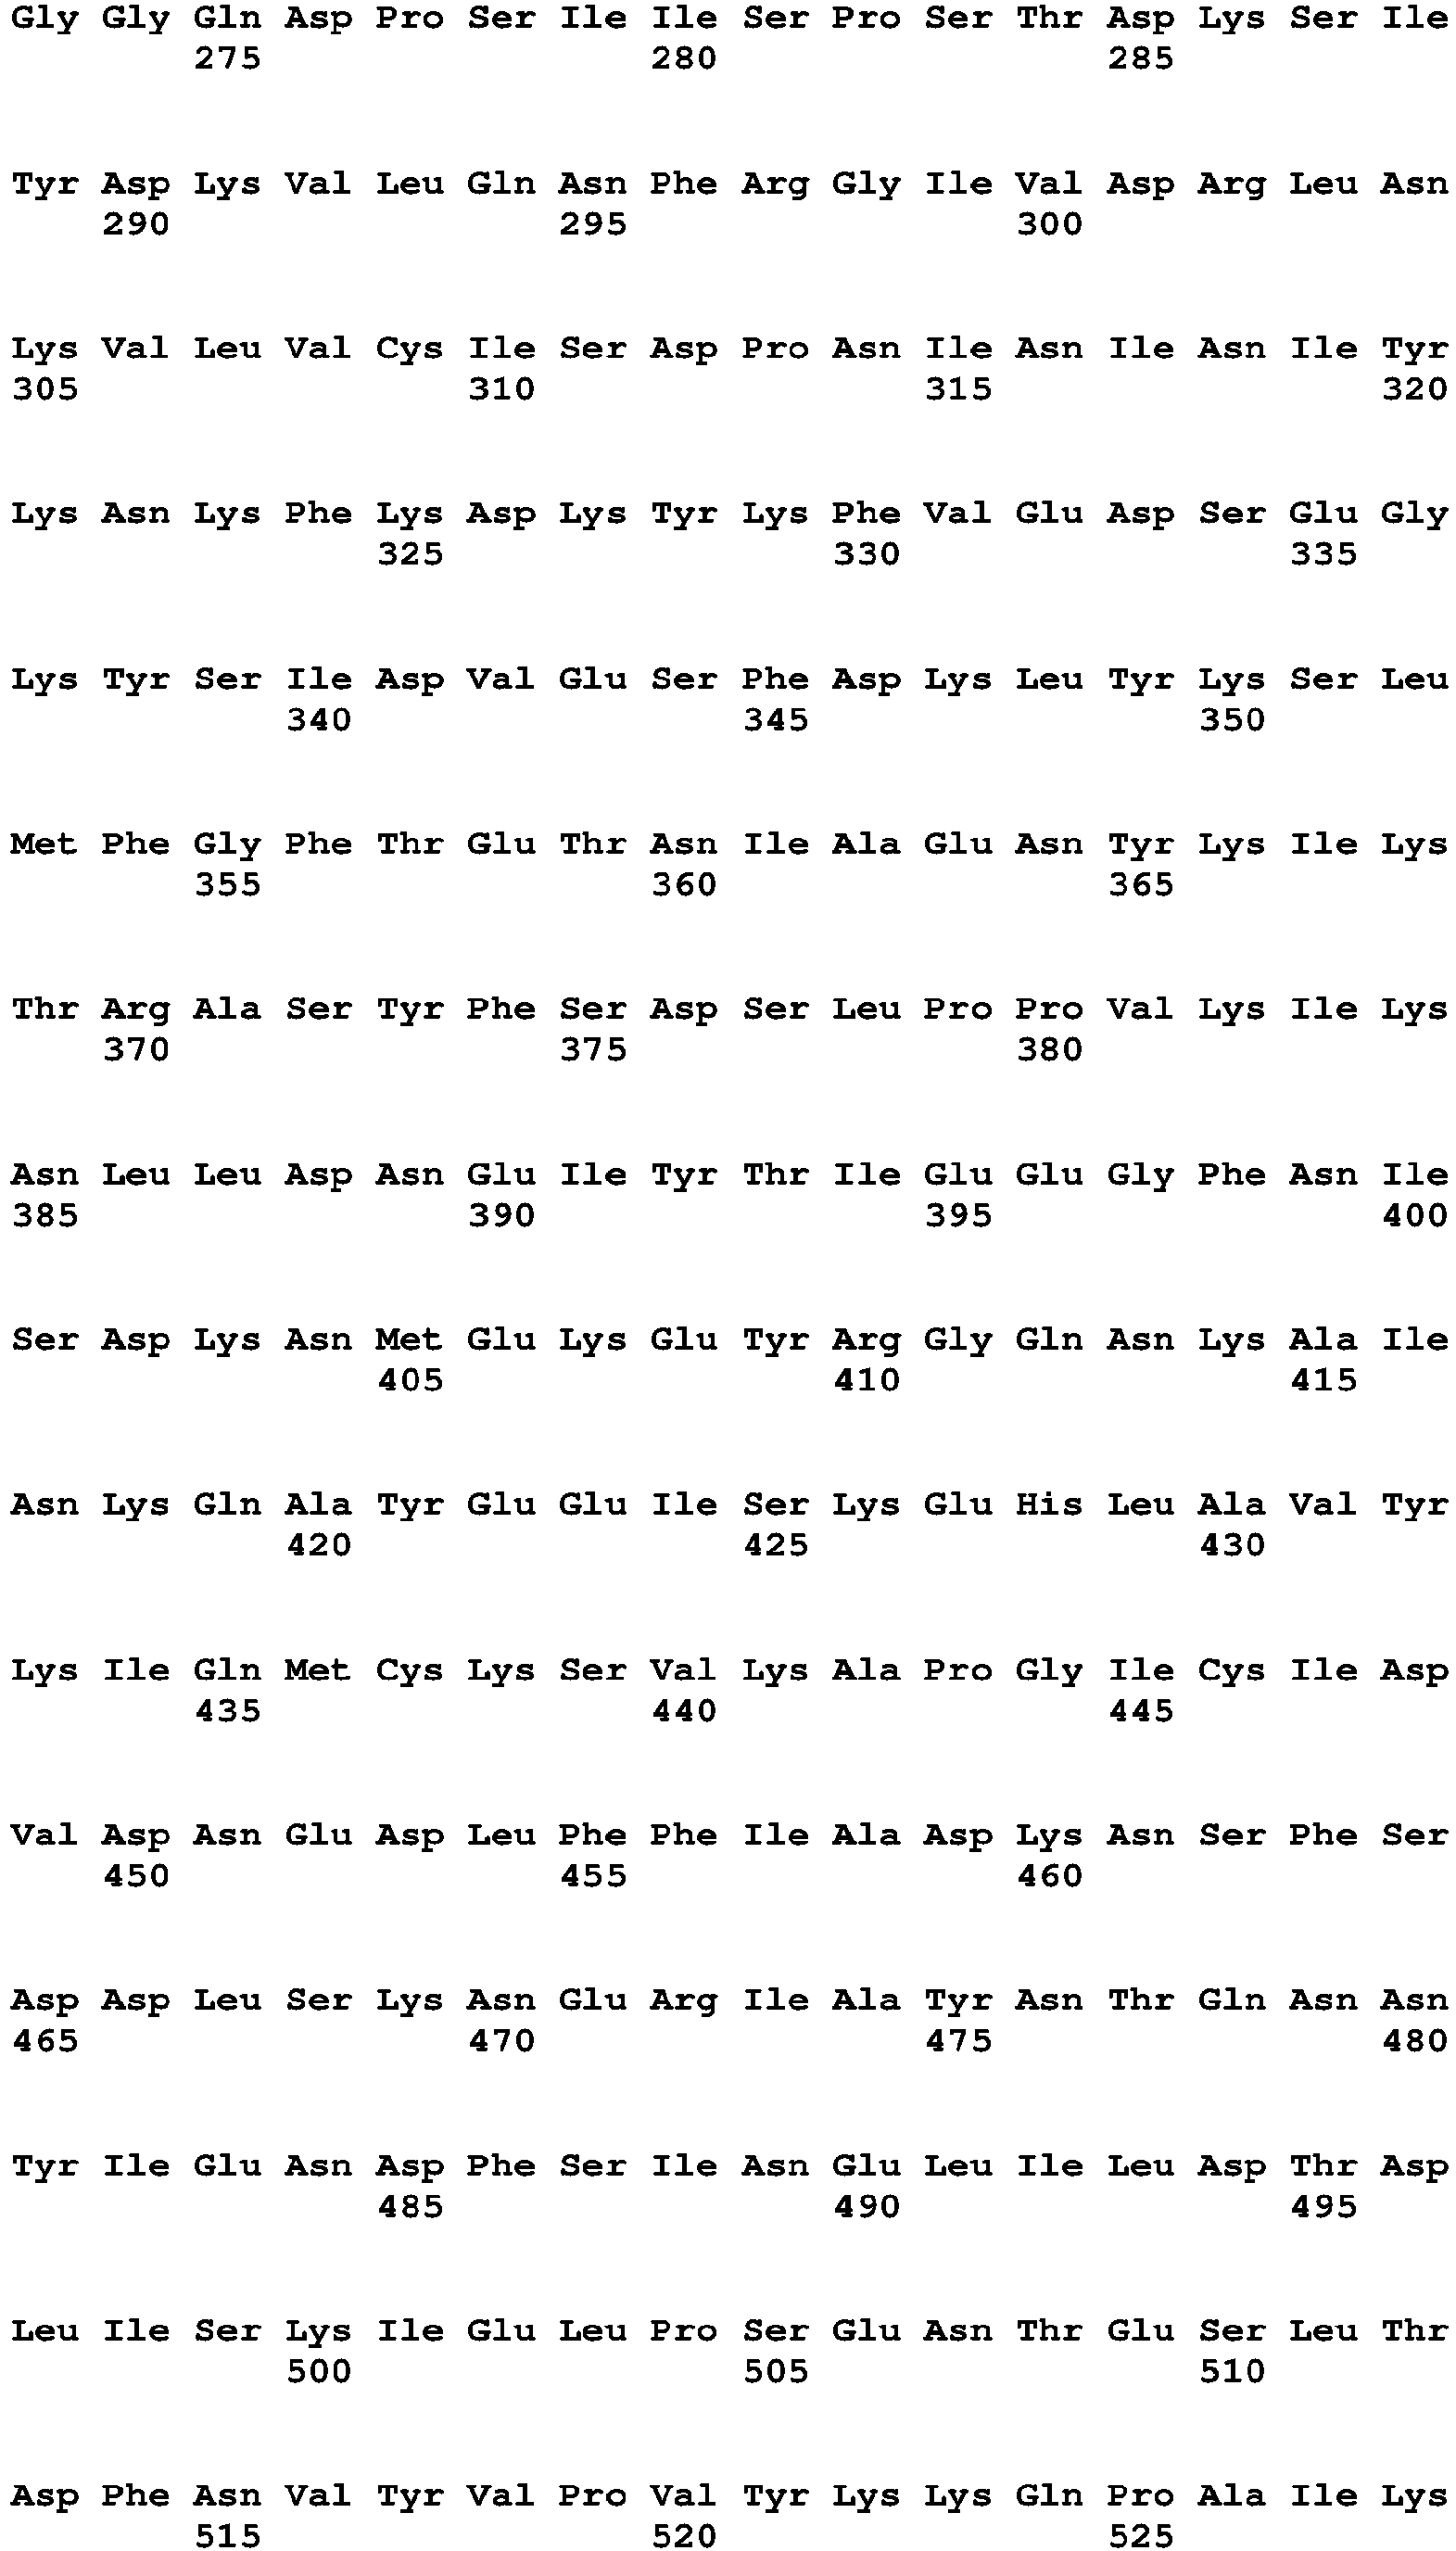 Gly Gly Gln Asp Pro Ser Ile Ile Ser Pro Ser Thr Asp Lys Ser Ile
275 280 285
Tyr Asp Lys Val Leu Gln Asn Phe Arg Gly Ile Val Asp Arg Leu Asn
290 295 300
Lys Val Leu Val Cys Ile Ser Asp Pro Asn Ile Asn Ile Asn Ile Tyr
305 310 315 320
Lys Asn Lys Phe Lys Asp Lys Tyr Lys Phe Val Glu Asp Ser Glu Gly
325 330 335
Lys Tyr Ser Ile Asp Val Glu Ser Phe Asp Lys Leu Tyr Lys Ser Leu
340 345 350
Met Phe Gly Phe Thr Glu Thr Asn Ile Ala Glu Asn Tyr Lys Ile Lys
355 360 365
Thr Arg Ala Ser Tyr Phe Ser Asp Ser Leu Pro Pro Val Lys Ile Lys
370 375 380
Asn Leu Leu Asp Asn Glu Ile Tyr Thr Ile Glu Glu Gly Phe Asn Ile
385 390 395 400
Ser Asp Lys Asn Met Glu Lys Glu Tyr Arg Gly Gln Asn Lys Ala Ile
405 410 415
Asn Lys Gln Ala Tyr Glu Glu Ile Ser Lys Glu His Leu Ala Val Tyr
420 425 430
Lys Ile Gln Met Cys Lys Ser Val Lys Ala Pro Gly Ile Cys Ile Asp
435 440 445
Val Asp Asn Glu Asp Leu Phe Phe Ile Ala Asp Lys Asn Ser Phe Ser
450 455 460
Asp Asp Leu Ser Lys Asn Glu Arg Ile Ala Tyr Asn Thr Gln Asn Asn
465 470 475 480
Tyr Ile Glu Asn Asp Phe Ser Ile Asn Glu Leu Ile Leu Asp Thr Asp
485 490 495
Leu Ile Ser Lys Ile Glu Leu Pro Ser Glu Asn Thr Glu Ser Leu Thr
500 505 510
Asp Phe Asn Val Tyr Val Pro Val Tyr Lys Lys Gln Pro Ala Ile Lys
515 520 525